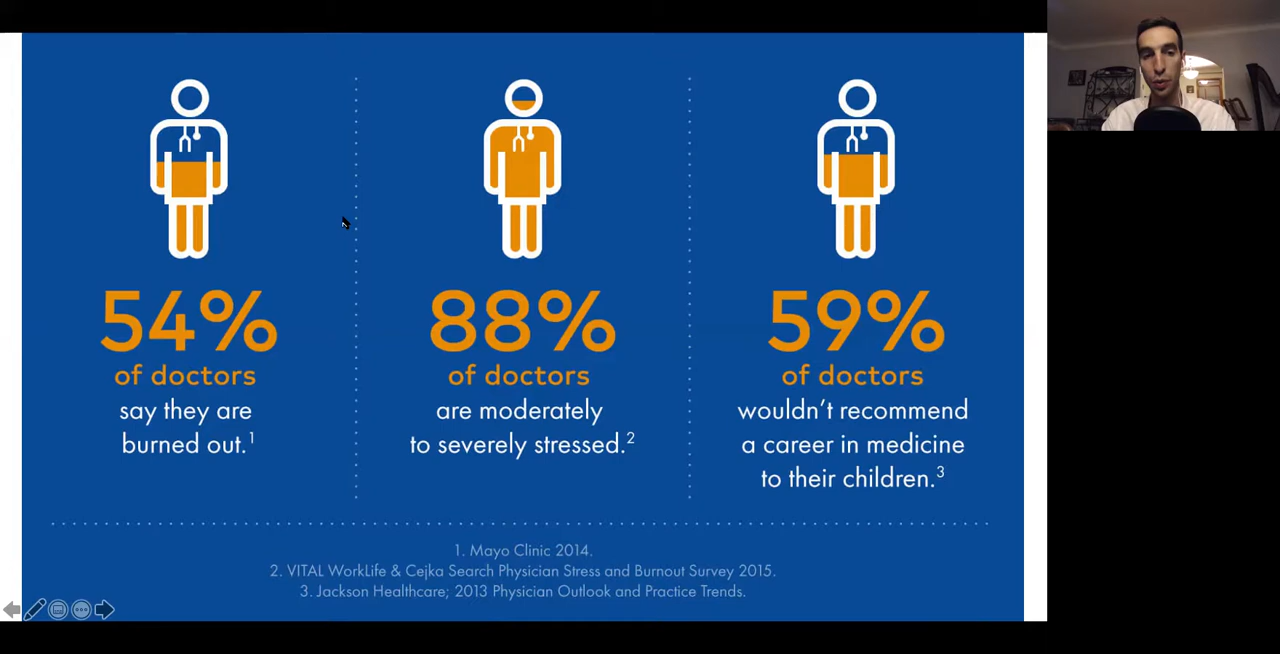 54%
of doctors
say they are
burned out.1
88%
of doctors
are moderately
to severely stressed.2
59%
of doctors
wouldn't recommend
a career in medicine
to their children.3
1. Mayo Clinic 2014.
2. VITAL WorkLife & Cejka Search Physician Stress and Burnout Survey 2015.
3. Jackson Healthcare; 2013 Physician Outlook and Practice Trends.